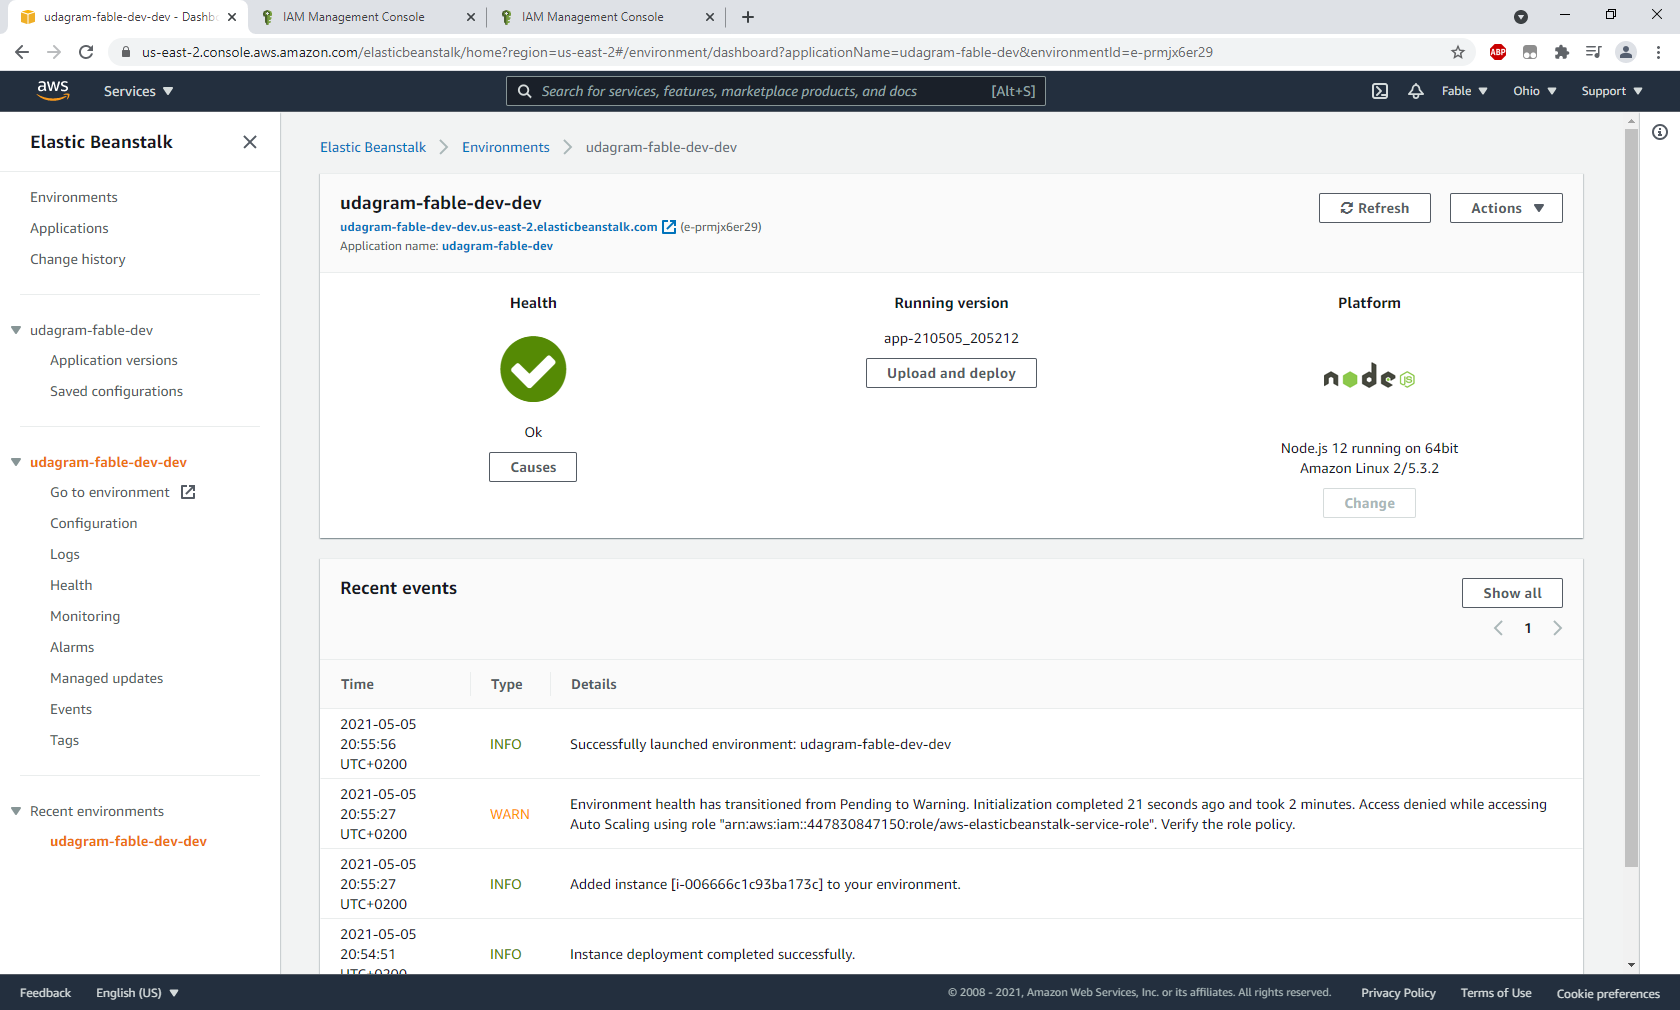 udagram-fable-dev-dev - Dashb
IAM Management Console
IAM Management Console
us-east-2.console.aws.amazon.com/elasticbeanstalk/home?region=us-east-2#/environment/dashboard?applicationName=udagram-fable-dev&environmentId=e-prmjx6er29
ABP
aws
Services
Search for services, features, marketplace products, and docs
[Alt+S]
Fable
Ohio
Support
Elastic Beanstalk
Environments
Applications
Change history
udagram-fable-dev
Application versions
Saved configurations
udagram-fable-dev-dev
Go to environment
Configuration
Logs
Health
Monitoring
Alarms
Managed updates
Events
Tags
Recent environments
udagram-fable-dev-dev
Elastic Beanstalk > Environments > udagram-fable-dev-dev
udagram-fable-dev-dev
udagram-fable-dev-dev.us-east-2.elasticbeanstalk.com (e-prmjx6er29)
Application name: udagram-fable-dev
Refresh
Actions
Health
Ok
Causes
Running version
app-210505_205212
Upload and deploy
Platform
node JS
Node.js 12 running on 64bit
Amazon Linux 2/5.3.2
Change
Recent events
Show all
1
Time
Type
Details
2021-05-05
20:55:56
UTC+0200
INFO
Successfully launched environment: udagram-fable-dev-dev
2021-05-05
20:55:27
UTC+0200
WARN
Environment health has transitioned from Pending to Warning. Initialization completed 21 seconds ago and took 2 minutes. Access denied while accessing
Auto Scaling using role "arn:aws:iam::447830847150:role/aws-elasticbeanstalk-service-role". Verify the role policy.
2021-05-05
20:55:27
UTC+0200
INFO
Added instance [i-006666c1c93ba173c] to your environment.
2021-05-05
20:54:51
UTC+0200
INFO
Instance deployment completed successfully.
Feedback
English (US)
© 2008 - 2021, Amazon Web Services, Inc. or its affiliates. All rights reserved.
Privacy Policy
Terms of Use
Cookie preferences